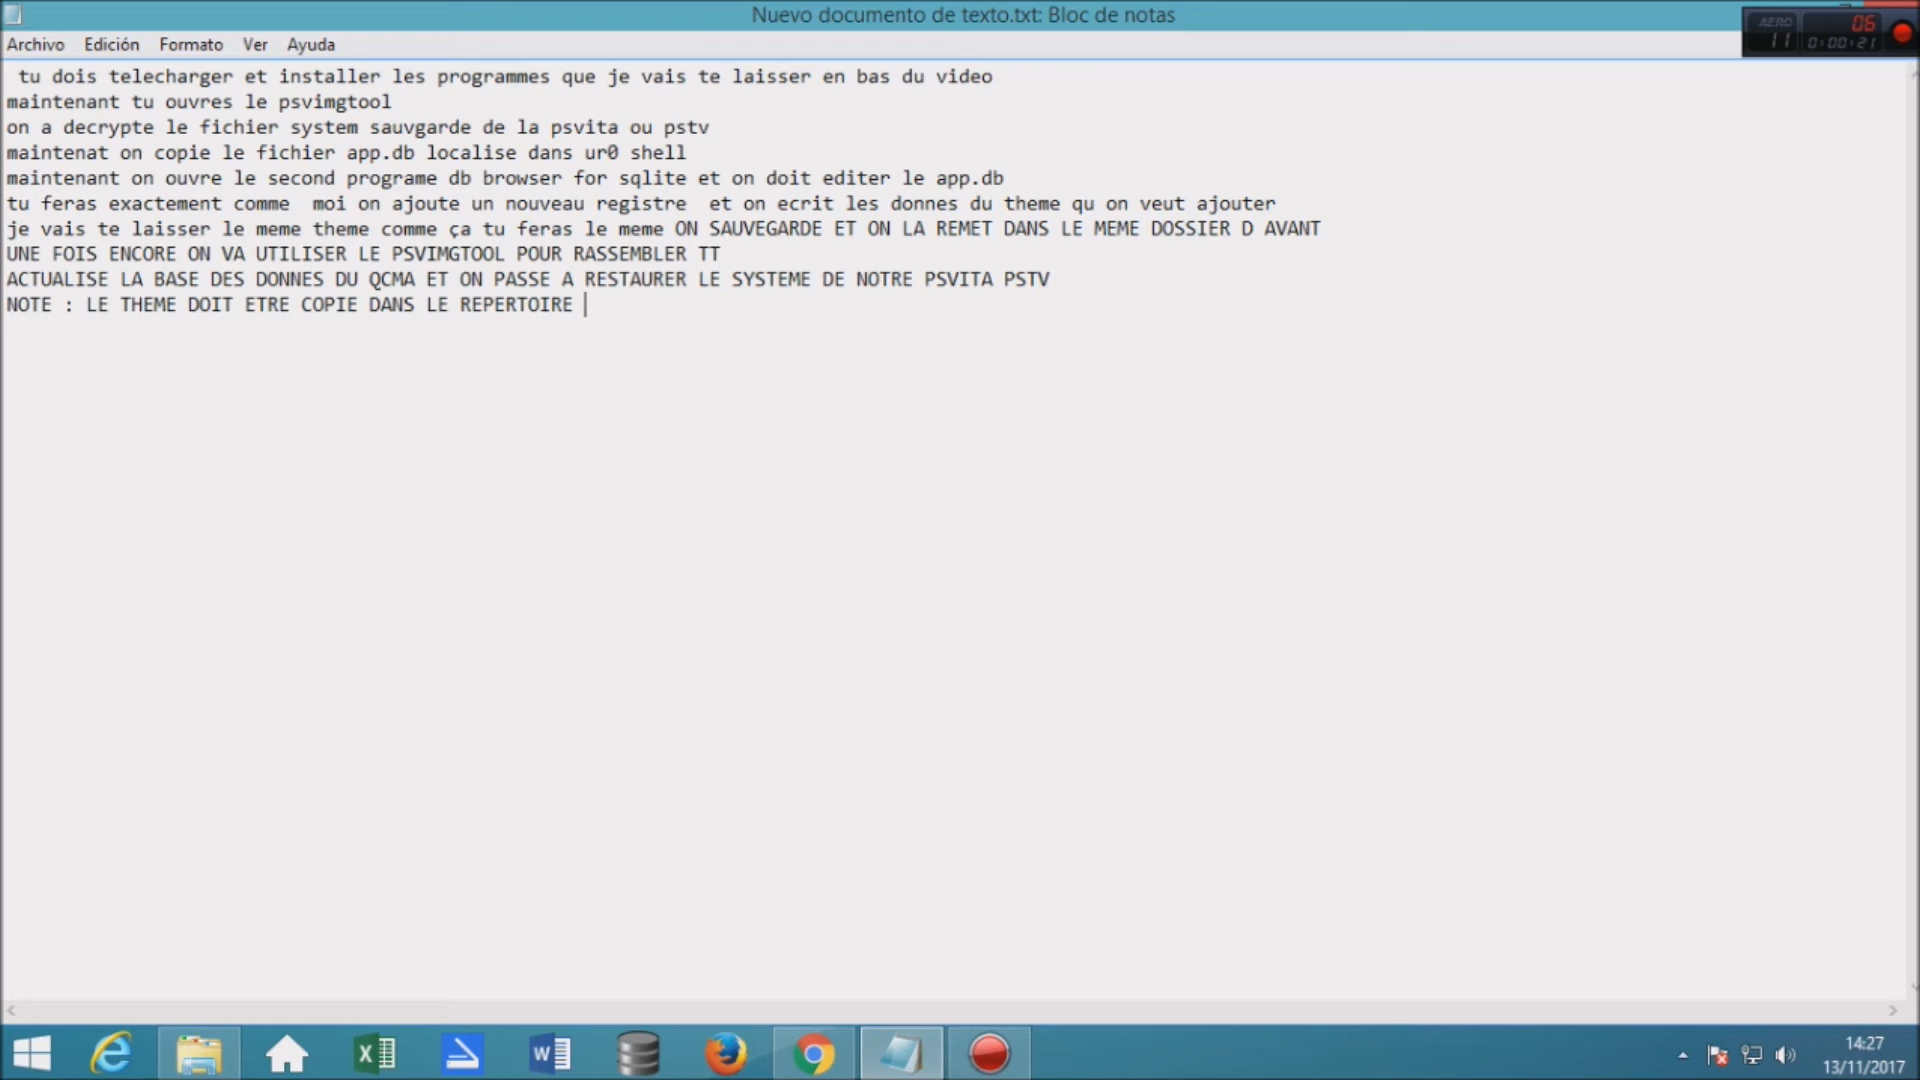 Nuevo documento de texto.txt: Bloc de notas
AERO
11
06
0:00:21
Archivo Edición Formato Ver Ayuda
tu dois telecharger et installer les programmes que je vais te laisser en bas du video
maintenant tu ouvres le psvimgtool
on a decrypte le fichier system sauvgarde de la psvita ou pstv
maintenat on copie le fichier app.db localise dans ur0 shell
maintenant on ouvre le second programe db browser for sqlite et on doit editer le app.db
tu feras exactement comme  moi on ajoute un nouveau registre  et on ecrit les donnes du theme qu on veut ajouter
je vais te laisser le meme theme comme ça tu feras le meme ON SAUVEGARDE ET ON LA REMET DANS LE MEME DOSSIER D AVANT
UNE FOIS ENCORE ON VA UTILISER LE PSVIMGTOOL POUR RASSEMBLER TT
ACTUALISE LA BASE DES DONNES DU QCMA ET ON PASSE A RESTAURER LE SYSTEME DE NOTRE PSVITA PSTV
NOTE : LE THEME DOIT ETRE COPIE DANS LE REPERTOIRE
14:27
13/11/2017